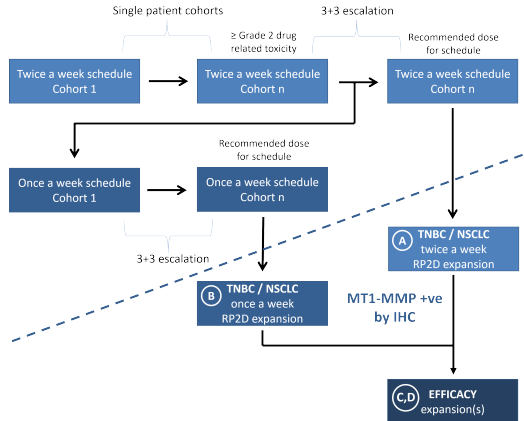 Single patient cohorts
≥ Grade 2 drug
related toxicity
3+3 escalation
Recommended dose
for schedule
Twice a week schedule
Cohort 1
Twice a week schedule
Cohort n
Twice a week schedule
Cohort n
Recommended dose
for schedule
Once a week schedule
Cohort 1
Once a week schedule
Cohort n
3+3 escalation
A
TNBC / NSCLC
twice a week
RP2D expansion
B
TNBC / NSCLC
once a week
RP2D expansion
MT1-MMP +ve
by IHC
C,D
EFFICACY
expansion(s)